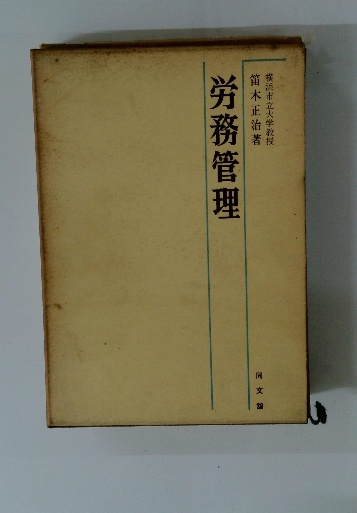 横浜市立大学教授
笛木正治著
労務管理
同文舘